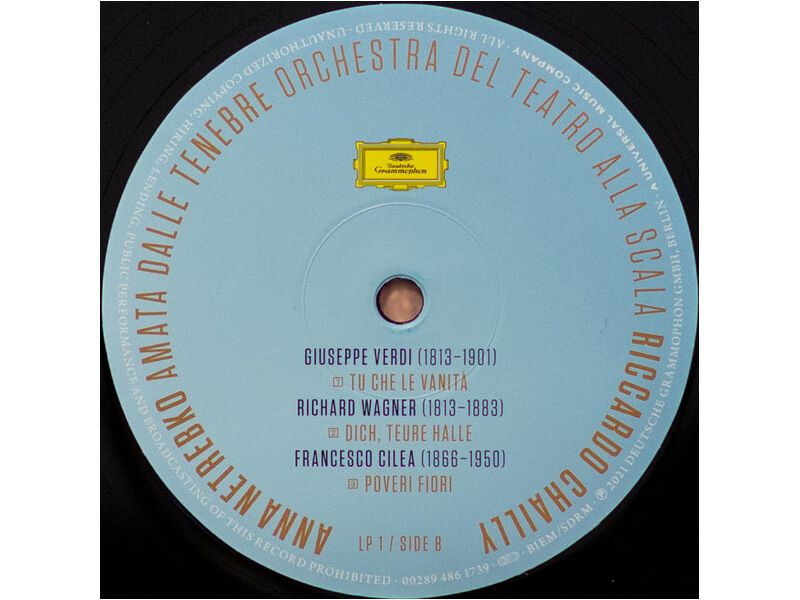 ANNA NETREBKO AMATA DALLE TENEBRE ORCHESTRA DEL TEATRO ALLA SCALA RICCARDO CHAILLY
℗ 2021 DEUTSCHE GRAMMOPHON GMBH, BERLIN · A UNIVERSAL MUSIC COMPANY · ALL RIGHTS RESERVED · UNAUTHORIZED COPYING, HIRING, LENDING, PUBLIC PERFORMANCE AND BROADCASTING OF THIS RECORD PROHIBITED · 00289 486 1739 · BIEM/SDRM
Deutsche
Grammophon
GIUSEPPE VERDI (1813–1901)
1 TU CHE LE VANITÀ
RICHARD WAGNER (1813–1883)
2 DICH, TEURE HALLE
FRANCESCO CILEA (1866–1950)
3 POVERI FIORI
LP 1 / SIDE B